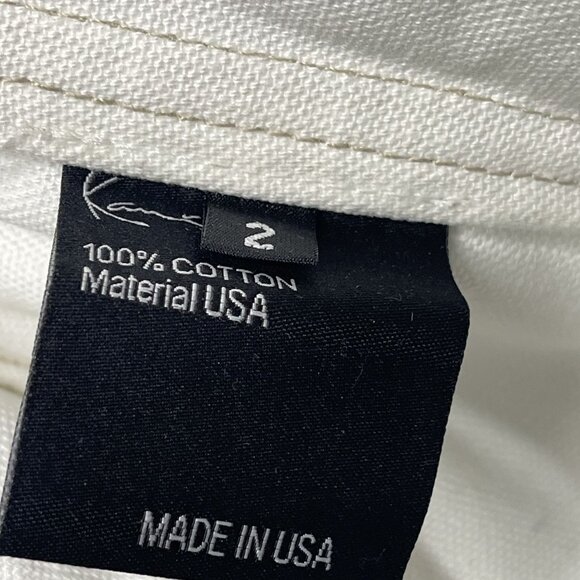 2
100% COTTON
Material USA
MADE IN USA